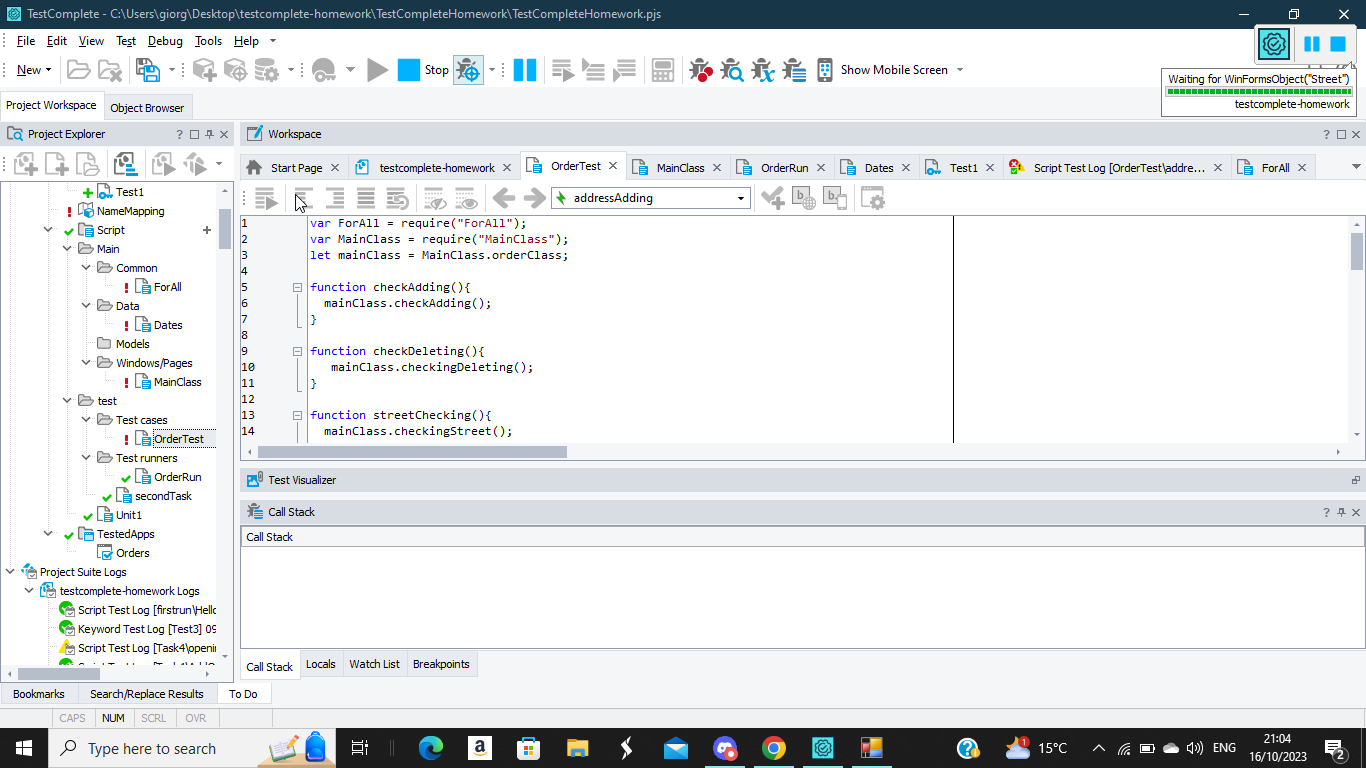 TestComplete - C:\Users\giorg\Desktop\testcomplete-homework\TestCompleteHomework\TestCompleteHomework.pjs
File Edit View Test Debug Tools Help
New Stop Show Mobile Screen
Waiting for WinFormsObject("Street")
testcomplete-homework
Project Workspace Object Browser
Project Explorer
Workspace
Start Page testcomplete-homework OrderTest MainClass OrderRun Dates Test1 Script Test Log [OrderTest\addre... ForAll
addressAdding
Test1
NameMapping
Script
Main
Common
ForAll
Data
Dates
Models
Windows/Pages
MainClass
test
Test cases
OrderTest
Test runners
OrderRun
secondTask
Unit1
TestedApps
Orders
Project Suite Logs
testcomplete-homework Logs
Script Test Log [firstrun\Hello
Keyword Test Log [Test3] 09
Script Test Log [Task4\openin
1 var ForAll = require("ForAll");
2 var MainClass = require("MainClass");
3 let mainClass = MainClass.orderClass;
4
5 function checkAdding(){
6 mainClass.checkAdding();
7 }
8
9 function checkDeleting(){
10 mainClass.checkingDeleting();
11 }
12
13 function streetChecking(){
14 mainClass.checkingStreet();
Test Visualizer
Call Stack
Call Stack
Call Stack Locals Watch List Breakpoints
Bookmarks Search/Replace Results To Do
CAPS NUM SCRL OVR
Type here to search
15°C
ENG
21:04
16/10/2023
2